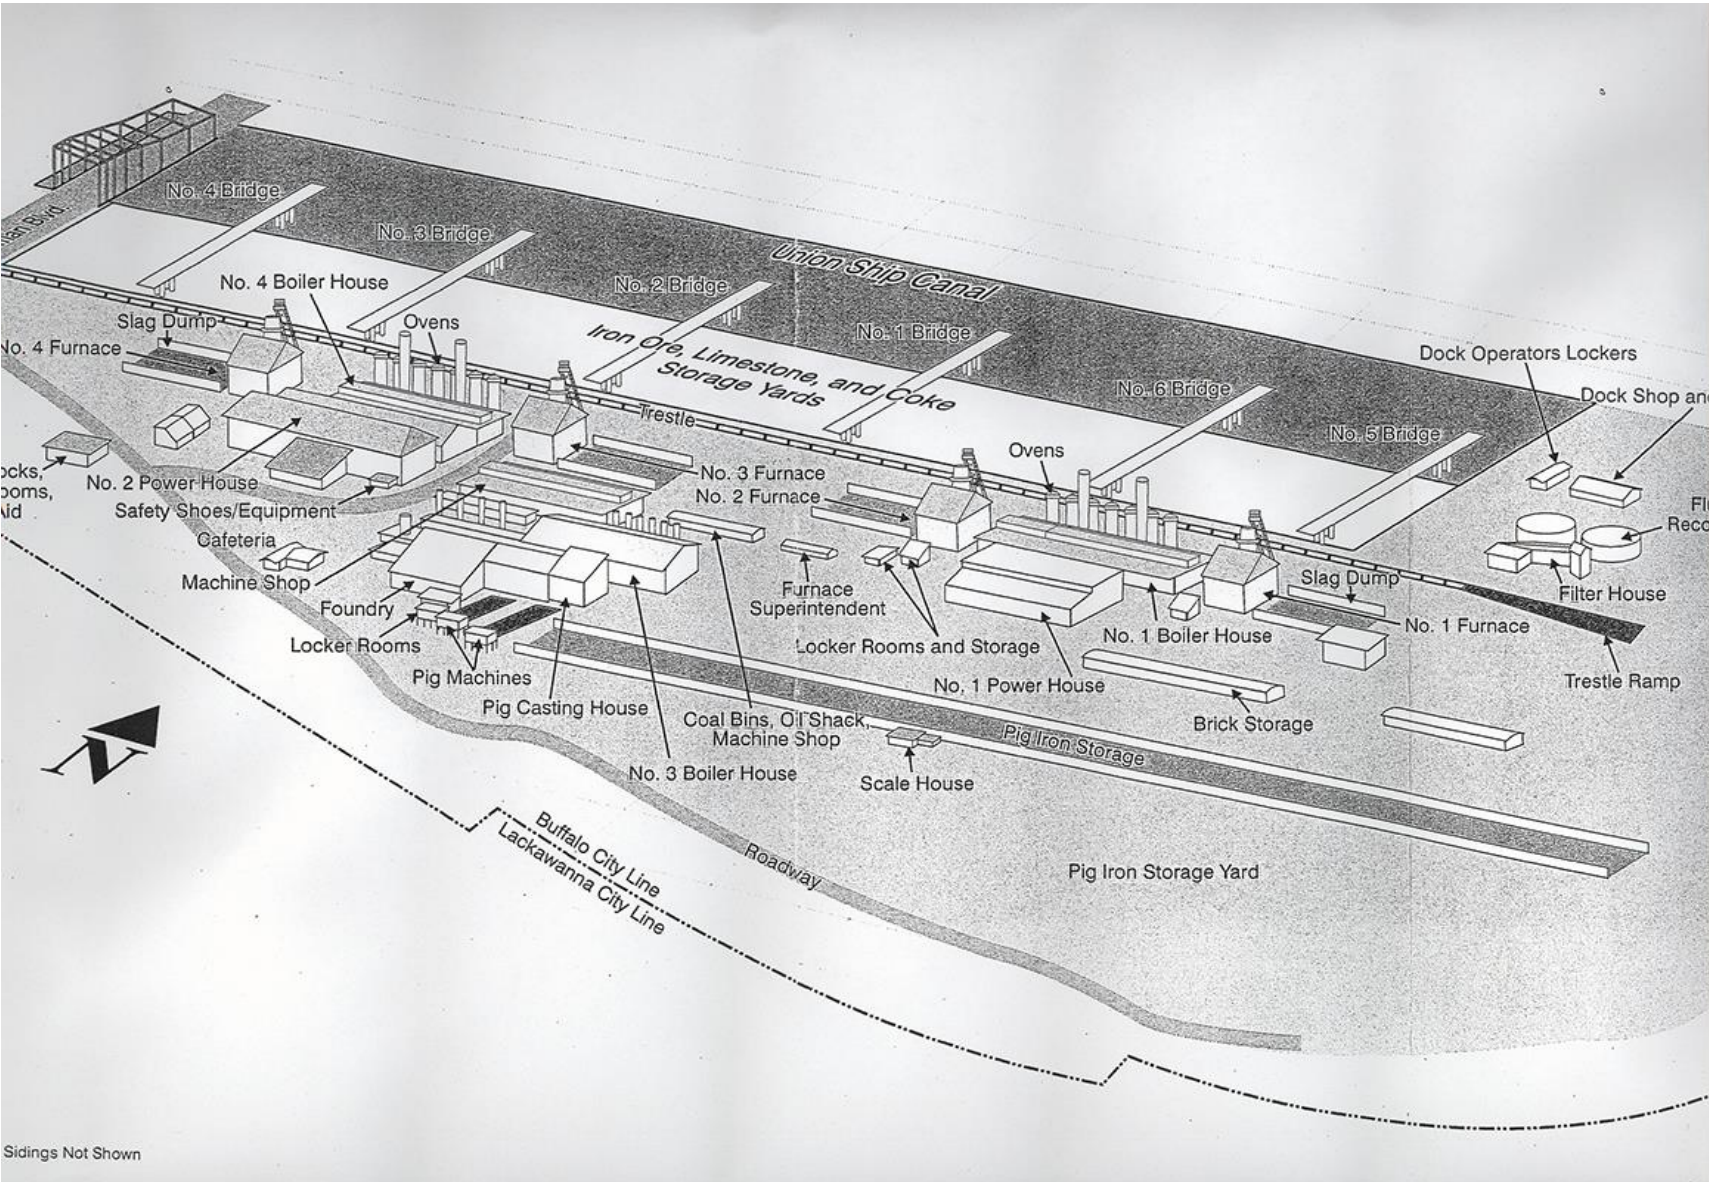 No. 4 Bridge
No. 3 Bridge
Union Ship Canal
No. 4 Boiler House
No. 2 Bridge
Slag Dump
Ovens
Iron Ore, Limestone, and Coke
Storage Yards
No. 1 Bridge
No. 4 Furnace
Dock Operators Lockers
No. 6 Bridge
Dock Shop
Trestle
No. 5 Bridge
Ovens
No. 3 Furnace
No. 2 Furnace
No. 2 Power House
Safety Shoes/Equipment
Cafeteria
Machine Shop
Foundry
Locker Rooms
Pig Machines
Pig Casting House
Furnace
Superintendent
Locker Rooms and Storage
No. 1 Power House
No. 1 Boiler House
Slag Dump
Filter House
No. 1 Furnace
Trestle Ramp
Coal Bins, Oil Shack,
Machine Shop
No. 3 Boiler House
Brick Storage
Pig Iron Storage
Scale House
Buffalo City Line
Lackawanna City Line
Roadway
Pig Iron Storage Yard
Sidings Not Shown